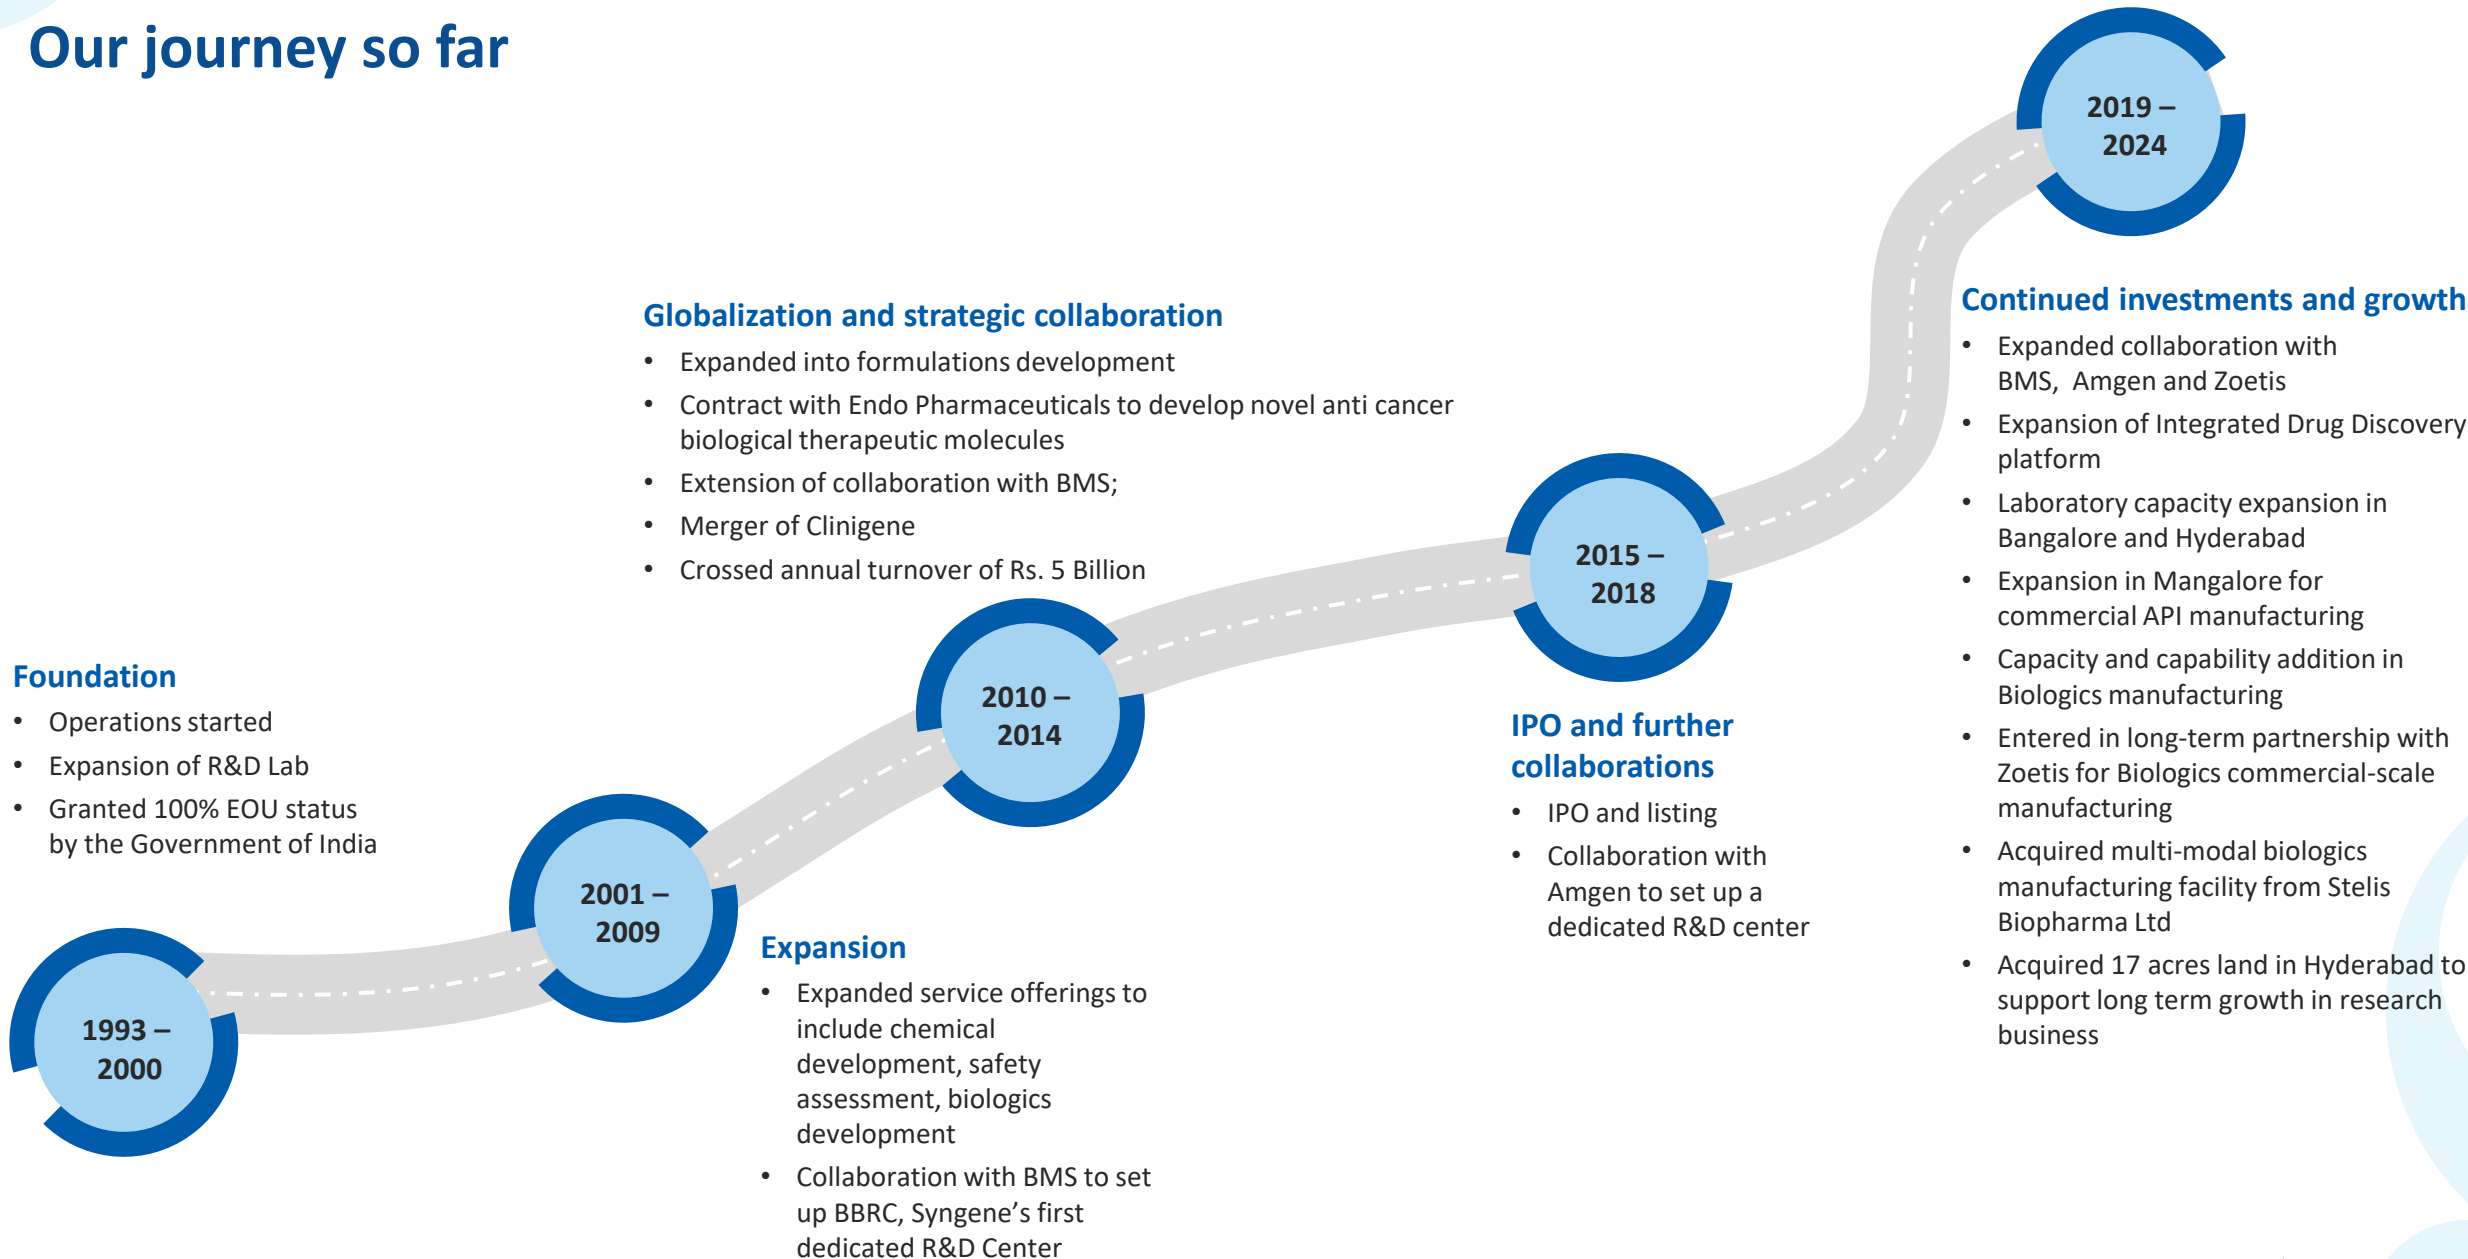 Our journey so far
1993 –
2000
Foundation
• Operations started
• Expansion of R&D Lab
• Granted 100% EOU status
by the Government of India
2001 –
2009
Expansion
• Expanded service offerings to
include chemical
development, safety
assessment, biologics
development
• Collaboration with BMS to set
up BBRC, Syngene’s first
dedicated R&D Center
2010 –
2014
Globalization and strategic collaboration
• Expanded into formulations development
• Contract with Endo Pharmaceuticals to develop novel anti cancer
biological therapeutic molecules
• Extension of collaboration with BMS;
• Merger of Clinigene
• Crossed annual turnover of Rs. 5 Billion
2015 –
2018
IPO and further
collaborations
• IPO and listing
• Collaboration with
Amgen to set up a
dedicated R&D center
2019 –
2024
Continued investments and growth
• Expanded collaboration with
BMS, Amgen and Zoetis
• Expansion of Integrated Drug Discovery
platform
• Laboratory capacity expansion in
Bangalore and Hyderabad
• Expansion in Mangalore for
commercial API manufacturing
• Capacity and capability addition in
Biologics manufacturing
• Entered in long-term partnership with
Zoetis for Biologics commercial-scale
manufacturing
• Acquired multi-modal biologics
manufacturing facility from Stelis
Biopharma Ltd
• Acquired 17 acres land in Hyderabad to
support long term growth in research
business